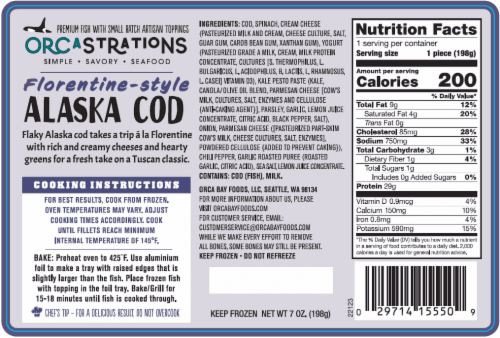 PREMIUM FISH WITH SMALL BATCH ARTISAN TOPPINGS
ORCASTRATIONS
SIMPLE • SAVORY • SEAFOOD
Florentine-style
ALASKA COD
Flaky Alaska cod takes a trip á la Florentine
with rich and creamy cheeses and hearty
greens for a fresh take on a Tuscan classic.
COOKING INSTRUCTIONS
FOR BEST RESULTS, COOK FROM FROZEN.
OVEN TEMPERATURES MAY VARY, ADJUST
COOKING TIMES ACCORDINGLY. COOK
UNTIL FILLETS REACH MINIMUM
INTERNAL TEMPERATURE OF 145°F.
BAKE: Preheat oven to 425°F. Use aluminium
foil to make a tray with raised edges that is
slightly larger than the fish. Place frozen fish
with topping in the foil tray. Bake/Grill for
15-18 minutes until fish is cooked through.
CHEF'S TIP - FOR A DELICIOUS RESULT: DO NOT OVERCOOK
INGREDIENTS: COD, SPINACH, CREAM CHEESE
(PASTEURIZED MILK AND CREAM, CHEESE CULTURE, SALT,
GUAR GUM, CAROB BEAN GUM, XANTHAN GUM), YOGURT
(PASTEURIZED GRADE A MILK, CREAM, MILK PROTEIN
CONCENTRATE, CULTURES [S. THERMOPHILUS, L.
BULGARICUS, L. ACIDOPHILUS, B. LACTIS, L. RHAMNOSUS,
L. CASEI] VITAMIN D3), KALE PESTO PASTE (KALE,
CANOLA/OLIVE OIL BLEND, PARMESAN CHEESE [COW'S
MILK, CULTURES, SALT, ENZYMES AND CELLULOSE
(ANTI-CAKING AGENT)], PARSLEY, GARLIC, LEMON JUICE
CONCENTRATE, CITRIC ACID, BLACK PEPPER, SALT),
ONION, PARMESAN CHEESE ([PASTEURIZED PART-SKIM
COW'S MILK, CHEESE CULTURES, SALT, ENZYMES],
POWDERED CELLULOSE (ADDED TO PREVENT CAKING)),
CHILI PEPPER, GARLIC PUREE (ROASTED
GARLIC, CITRIC ACID), SEA SALT, LEMON JUICE CONCENTRATE.
CONTAINS: COD (FISH), MILK.
ORCA BAY FOODS, LLC, SEATTLE, WA 98134
FOR MORE INFORMATION ABOUT US, PLEASE
VISIT ORCABAYFOODS.COM
FOR CUSTOMER SERVICE, EMAIL:
CUSTOMERSERVICE@ORCABAYFOODS.COM
WHILE WE MAKE EVERY EFFORT TO REMOVE
ALL BONES, SOME BONES MAY STILL BE PRESENT.
KEEP FROZEN • DO NOT REFREEZE
KEEP FROZEN NET WT 7 OZ. (198g)
Nutrition Facts
1 serving per container
Serving size 1 piece (198g)
Amount per serving
Calories 200
% Daily Value*
Total Fat 9g 12%
Saturated Fat 4g 20%
Trans Fat 0g
Cholesterol 85mg 28%
Sodium 750mg 33%
Total Carbohydrate 3g 1%
Dietary Fiber 1g 4%
Total Sugars 1g
Includes 0g Added Sugars 0%
Protein 29g
Vitamin D 0.9mcg 4%
Calcium 150mg 10%
Iron 0.8mg 4%
Potassium 590mg 15%
*The % Daily Value (DV) tells you how much a nutrient
in a serving of food contributes to a daily diet. 2,000
calories a day is used for general nutrition advice.
22123
0 29714 15550 9